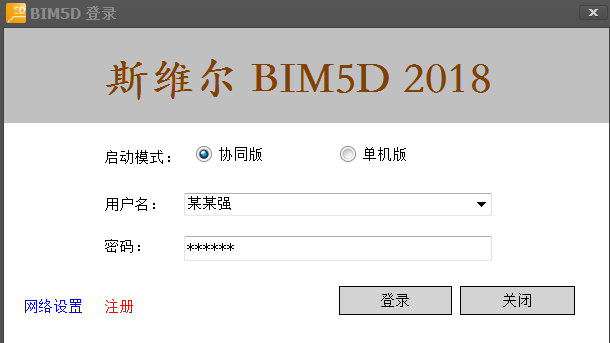 BIM5D 登录
斯维尔 BIM5D 2018
启动模式： 协同版 单机版
用户名： 某某强
密码： ******
网络设置 注册 登录 关闭